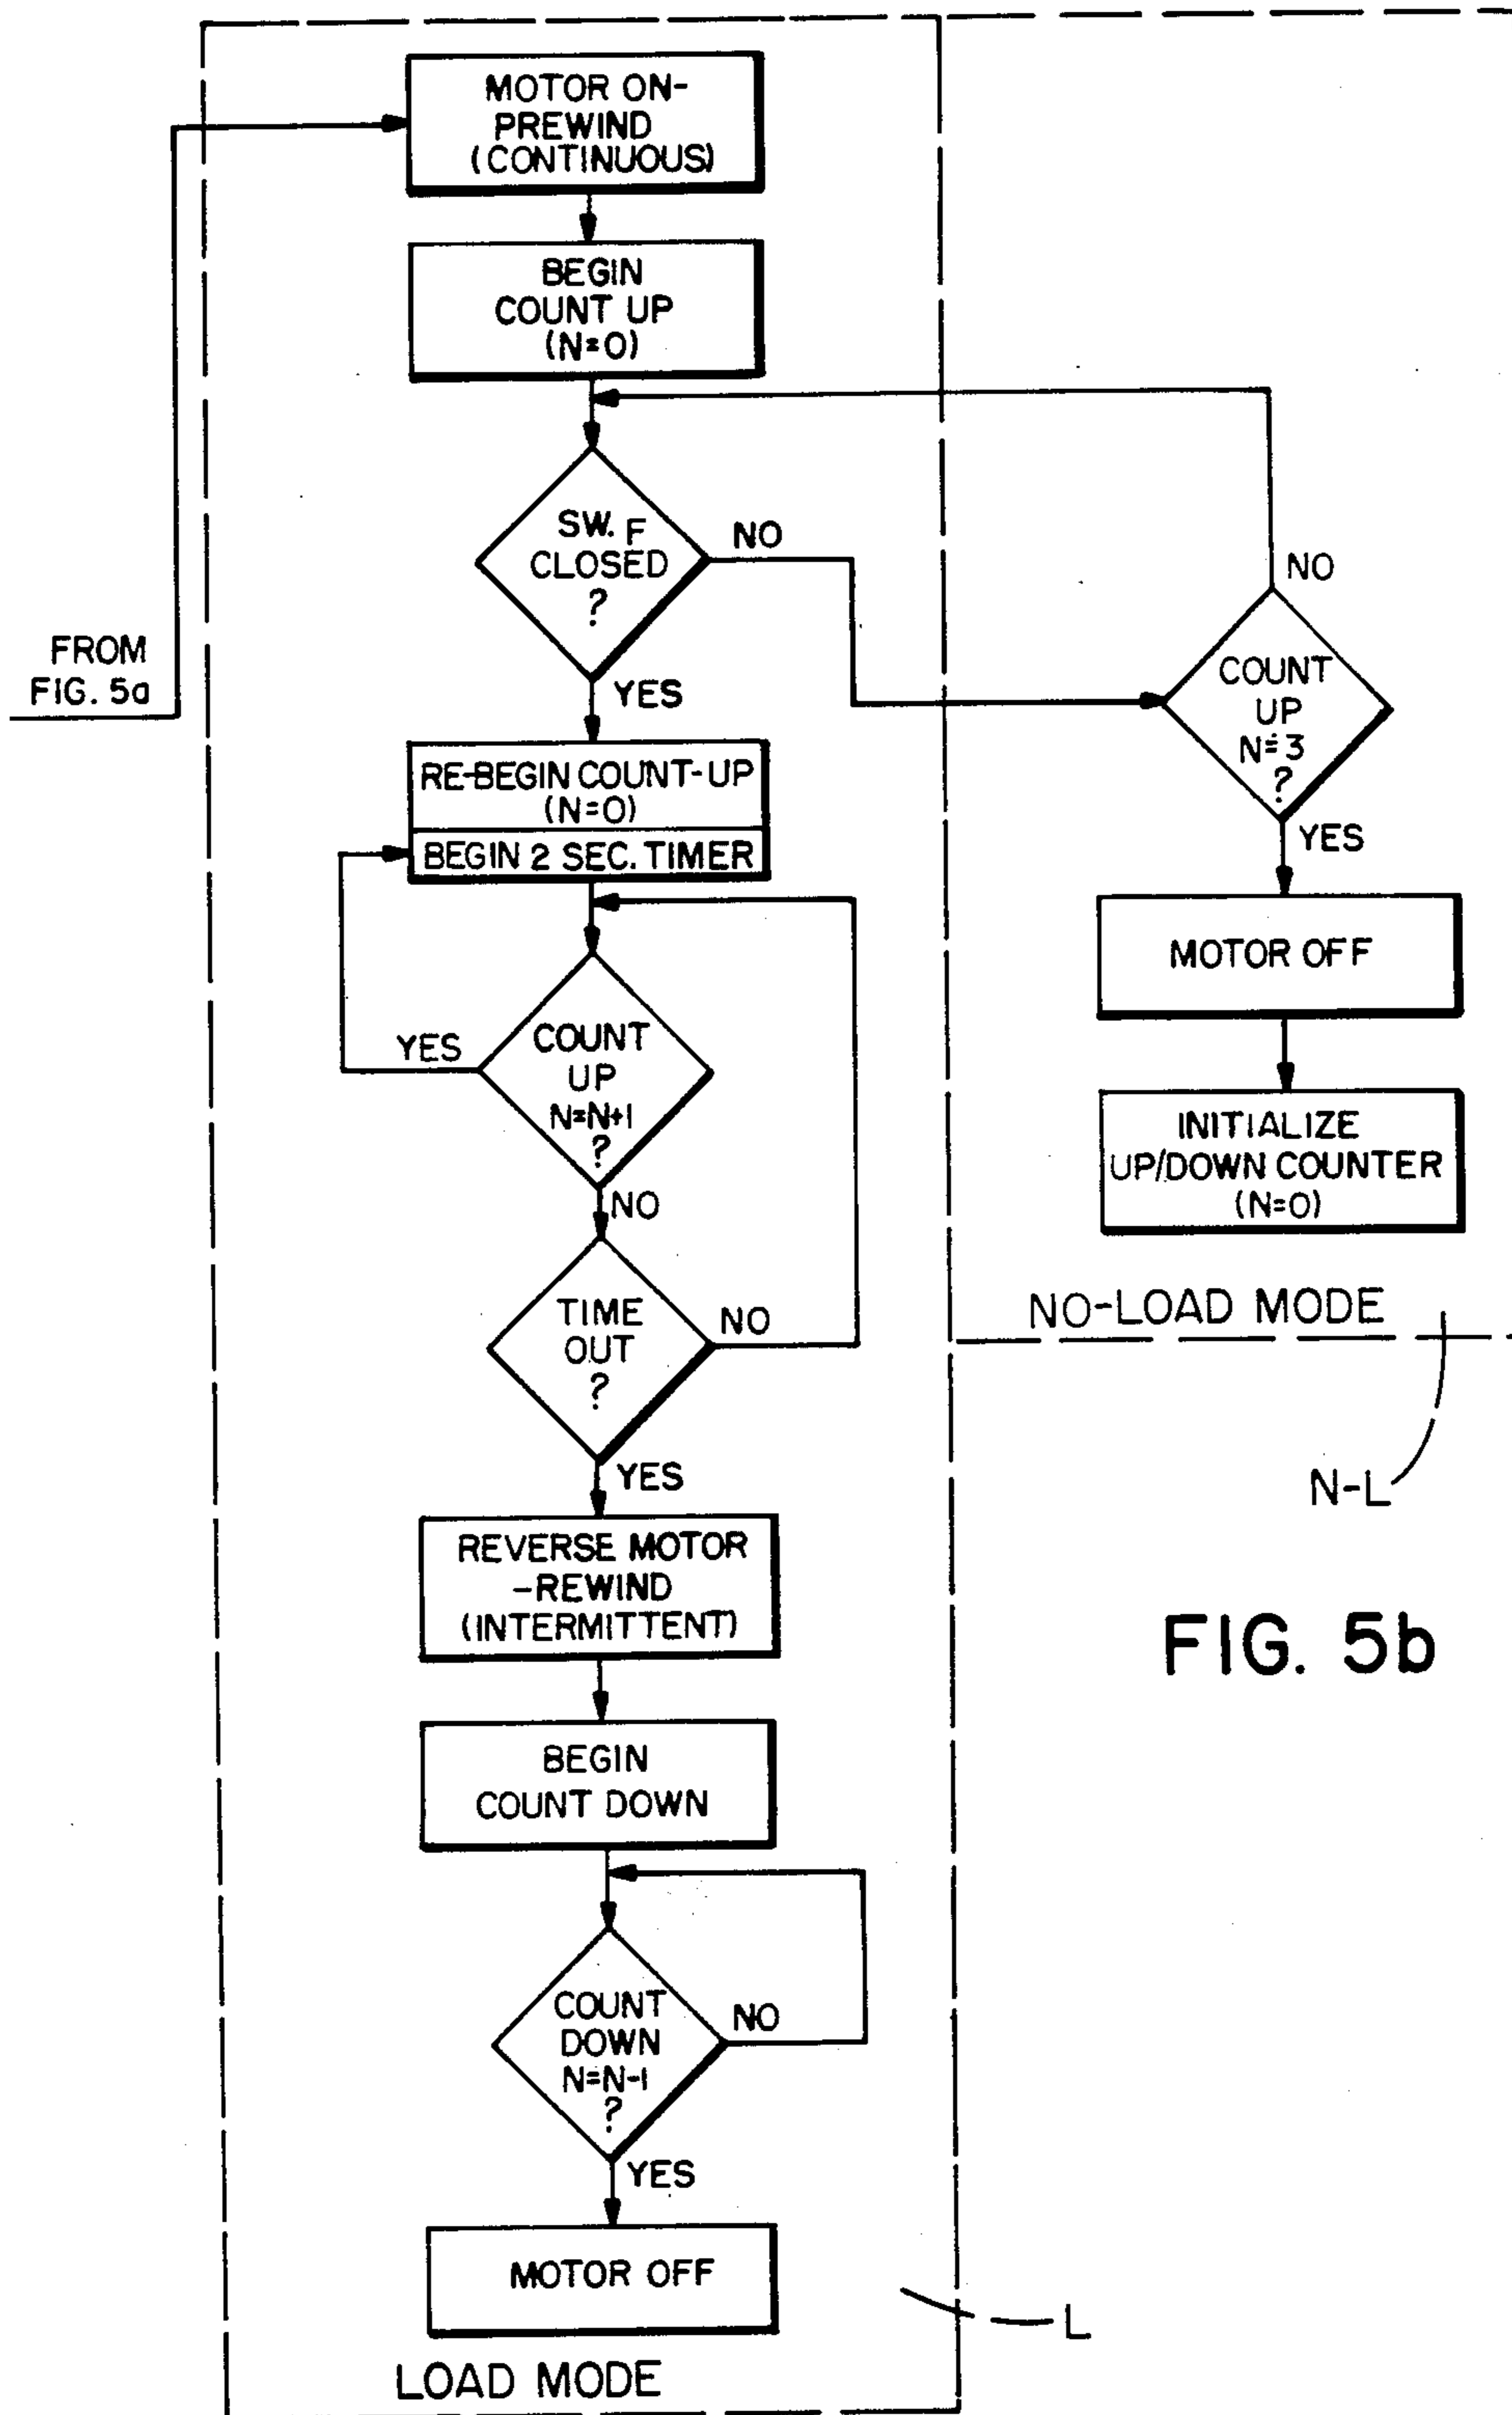 MOTOR ON-
PREWIND
(CONTINUOUS)
BEGIN
COUNT UP
(N=0)
SW. F
CLOSED
?
NO
YES
FROM
FIG. 5a
NO
COUNT
UP
N=3
?
YES
RE-BEGIN COUNT-UP
(N=0)
BEGIN 2 SEC. TIMER
MOTOR OFF
YES
COUNT
UP
N=N+1
?
NO
INITIALIZE
UP/DOWN COUNTER
(N=0)
NO-LOAD MODE
N-L
TIME
OUT
?
NO
YES
REVERSE MOTOR
-REWIND
(INTERMITTENT)
FIG. 5b
BEGIN
COUNT DOWN
COUNT
DOWN
N=N-1
?
NO
YES
MOTOR OFF
L
LOAD MODE